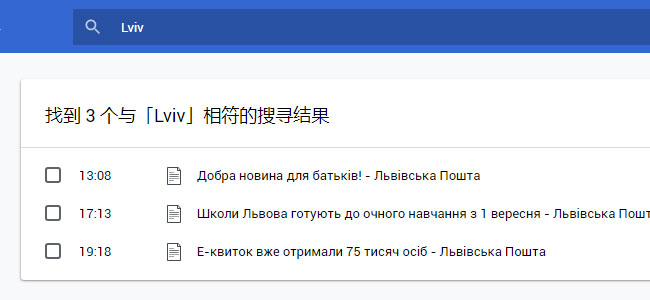 Lviv
找到 3 个与「Lviv」相符的搜寻结果
13:08 Добра новина для батьків! - Львівська Пошта
17:13 Школи Львова готують до очного навчання з 1 вересня - Львівська
19:18 Е-квиток вже отримали 75 тисяч осіб - Львівська Пошта